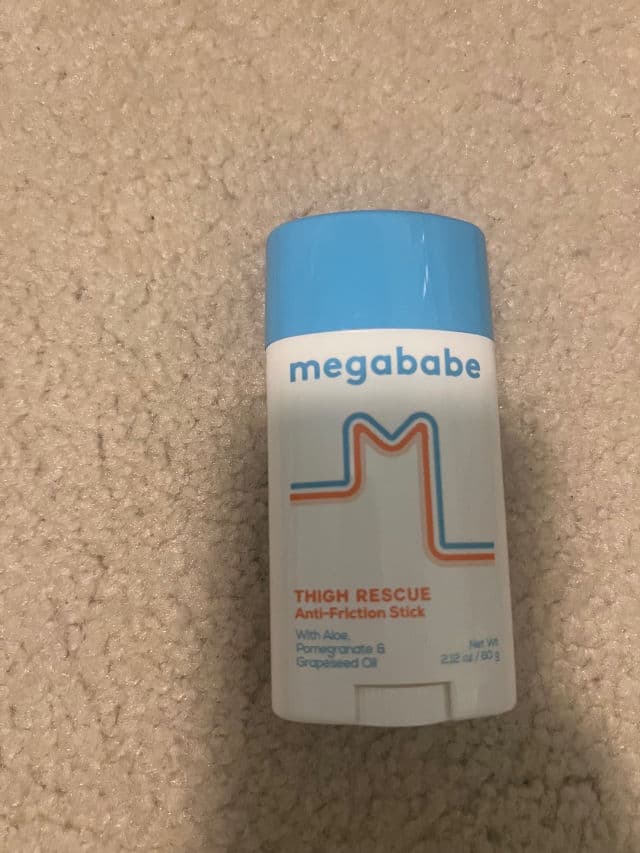 megababe
THIGH RESCUE
Anti-Friction Stick
With Aloe,
Pomegranate &
Grapeseed Oil
Net Wt
2.12 oz / 60 g